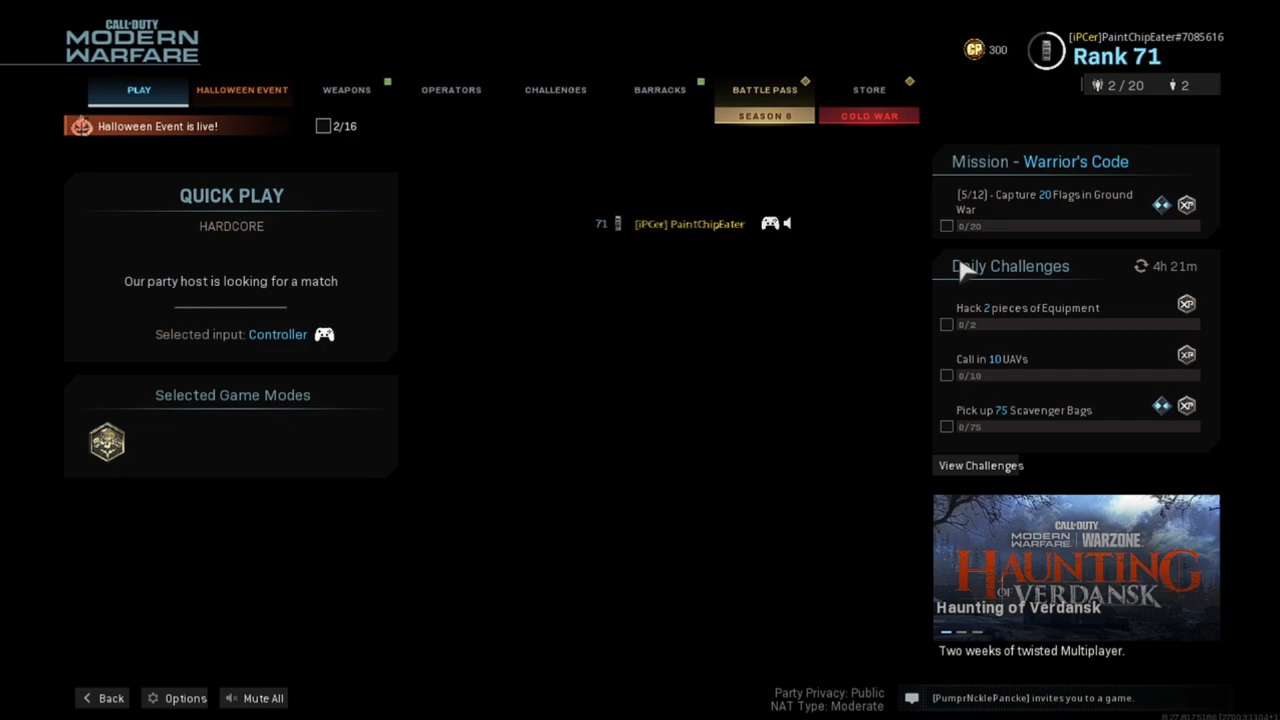 CALL·DUTY
MODERN
WARFARE
CP 300
[iPCer]PaintChipEater#7085616
Rank 71
2 / 20 2
PLAY
HALLOWEEN EVENT
WEAPONS
OPERATORS
CHALLENGES
BARRACKS
BATTLE PASS
STORE
SEASON 6
COLD WAR
Halloween Event is live!
2/16
QUICK PLAY
HARDCORE
Our party host is looking for a match
Selected input: Controller
Selected Game Modes
71 [iPCer] PaintChipEater
Mission - Warrior's Code
[5/12] - Capture 20 Flags in Ground
War
XP
0/20
Daily Challenges
4h 21m
Hack 2 pieces of Equipment
XP
0/2
Call in 10 UAVs
XP
0/10
Pick up 75 Scavenger Bags
XP
0/75
View Challenges
CALL·DUTY
MODERN WARFARE | WARZONE
HAUNTING
OF VERDANSK
Haunting of Verdansk
Two weeks of twisted Multiplayer.
Back
Options
Mute All
Party Privacy: Public
NAT Type: Moderate
[PumprNcklePancke] invites you to a game.